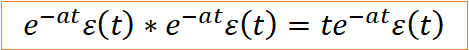 e^{-at}ε(t) * e^{-at}ε(t) = te^{-at}ε(t)